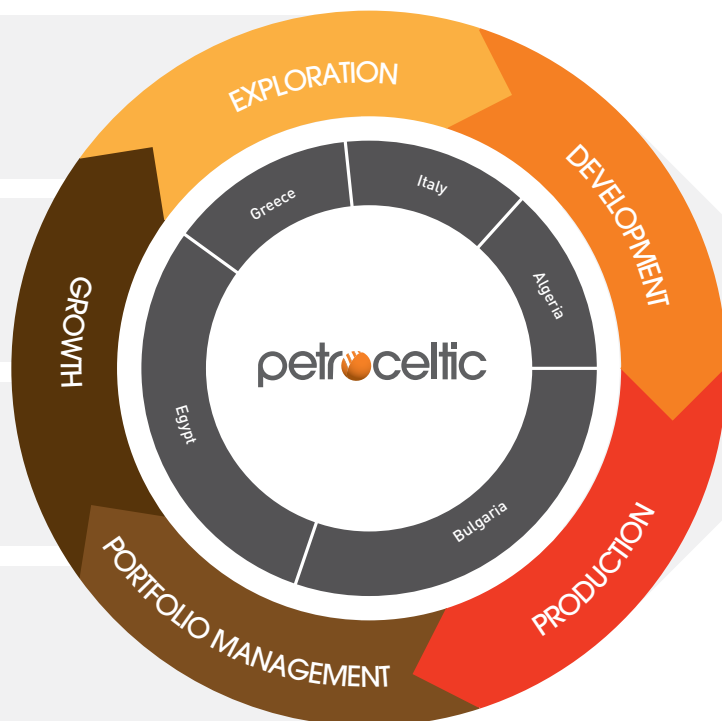 EXPLORATION
DEVELOPMENT
PRODUCTION
PORTFOLIO MANAGEMENT
GROWTH
Greece
Italy
Algeria
Bulgaria
Egypt
petroceltic